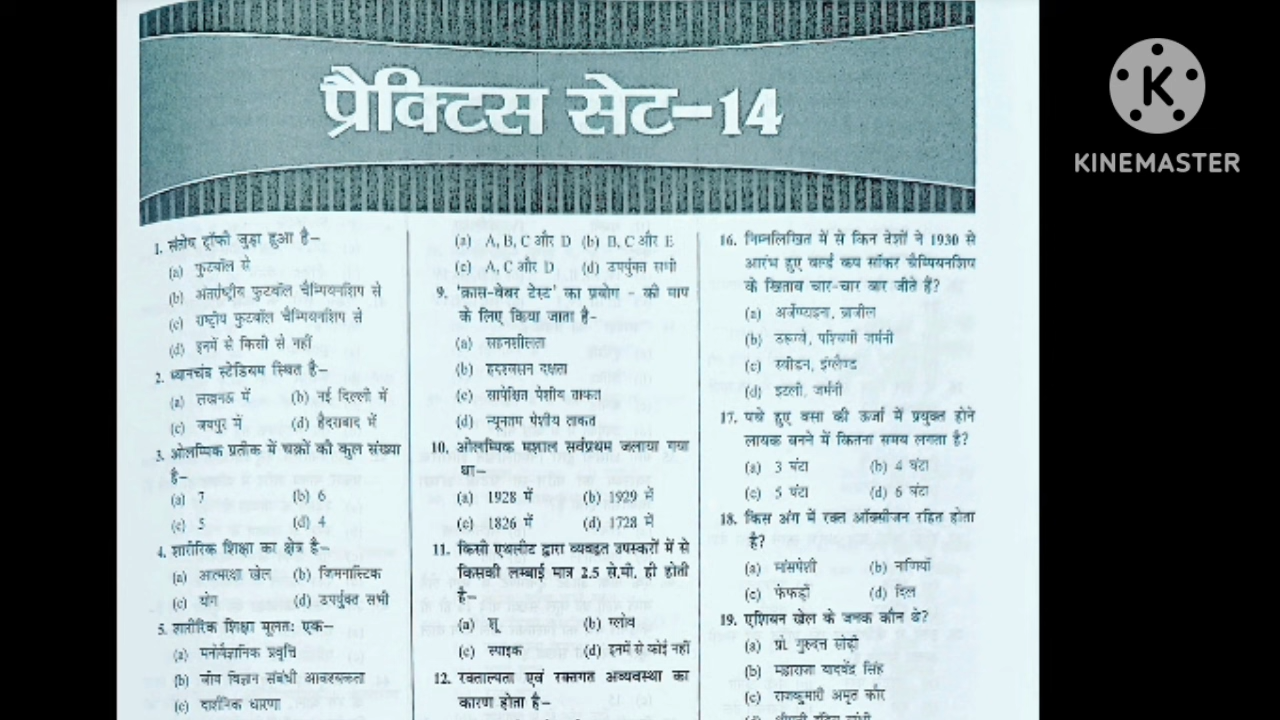 प्रैक्टिस सेट-14
1. संतोष ट्रॉफी जुड़ा हुआ है–
(a) फुटबॉल से
(b) अंतर्राष्ट्रीय फुटबॉल चैम्पियनशिप से
(c) राष्ट्रीय फुटबॉल चैम्पियनशिप से
(d) इनमें से किसी से नहीं
2. ध्यानचंद स्टेडियम स्थित है–
(a) लखनऊ में (b) नई दिल्ली में
(c) जयपुर में (d) हैदराबाद में
3. ओलम्पिक प्रतीक में चक्रों की कुल संख्या
है–
(a) 7 (b) 6
(c) 5 (d) 4
4. शारीरिक शिक्षा का क्षेत्र है–
(a) आत्मरक्षा खेल (b) जिमनास्टिक
(c) योग (d) उपर्युक्त सभी
5. शारीरिक शिक्षा मूलतः एक–
(a) मनोवैज्ञानिक प्रवृत्ति
(b) जीव विज्ञान संबंधी आवश्यकता
(c) दार्शनिक धारणा
(a) A, B, C और D (b) B, C और E
(c) A, C और D (d) उपर्युक्त सभी
9. 'क्रास-वेबर टेस्ट' का प्रयोग - की माप
के लिए किया जाता है-
(a) सहनशीलता
(b) हृदश्वसन दक्षता
(c) सापेक्षित पेशीय ताकत
(d) न्यूनतम पेशीय ताकत
10. ओलम्पिक मशाल सर्वप्रथम जलाया गया
था–
(a) 1928 में (b) 1929 में
(c) 1826 में (d) 1728 में
11. किसी एथलीट द्वारा व्यवहृत उपस्करों में से
किसकी लम्बाई मात्र 2.5 से.मी. ही होती
है–
(a) शू (b) ग्लोव
(c) स्पाइक (d) इनमें से कोई नहीं
12. रक्ताल्पता एवं रक्तगत अव्यवस्था का
कारण होता है–
16. निम्नलिखित में से किन देशों ने 1930 से
आरंभ हुए वर्ल्ड कप सॉकर चैम्पियनशिप
के खिताब चार-चार बार जीते हैं?
(a) अर्जेण्टाइना, ब्राजील
(b) उरूग्वे, पश्चिमी जर्मनी
(c) स्वीडन, इंग्लैण्ड
(d) इटली, जर्मनी
17. पचे हुए वसा की ऊर्जा में प्रयुक्त होने
लायक बनने में कितना समय लगता है?
(a) 3 घंटा (b) 4 घंटा
(c) 5 घंटा (d) 6 घंटा
18. किस अंग में रक्त ऑक्सीजन रहित होता
है?
(a) मांसपेशी (b) नाणियों
(c) फेफड़ों (d) दिल
19. एशियन खेल के जनक कौन थे?
(a) प्रो. गुरुदत्त सोढ़ी
(b) महाराजा यादवेंद्र सिंह
(c) राजकुमारी अमृत कौर
K
KINEMASTER